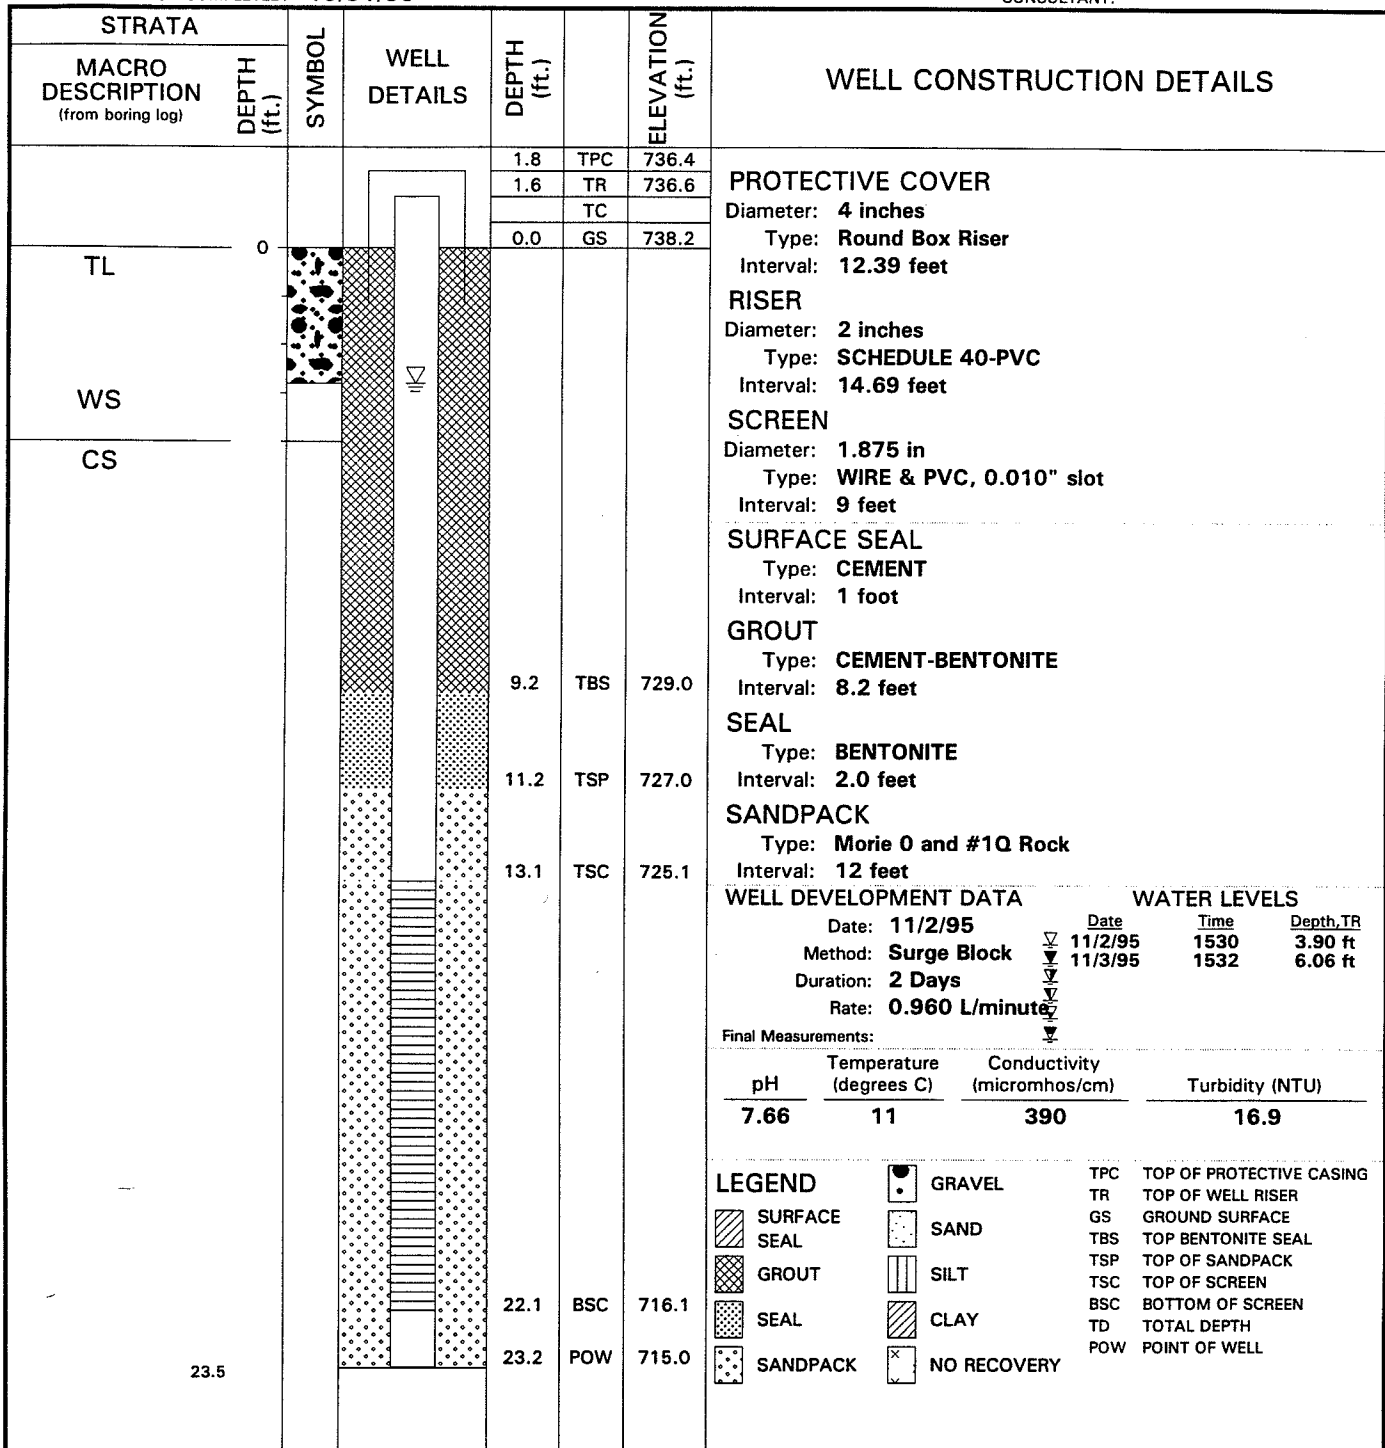 STRATA
MACRO
DESCRIPTION
(from boring log)
DEPTH
(ft.)
SYMBOL
WELL
DETAILS
DEPTH
(ft.)
ELEVATION
(ft.)
WELL CONSTRUCTION DETAILS
1.8 TPC 736.4
1.6 TR 736.6
TC
0.0 GS 738.2
0
TL
WS
CS
9.2 TBS 729.0
11.2 TSP 727.0
13.1 TSC 725.1
22.1 BSC 716.1
23.2 POW 715.0
23.5
PROTECTIVE COVER
Diameter: 4 inches
Type: Round Box Riser
Interval: 12.39 feet
RISER
Diameter: 2 inches
Type: SCHEDULE 40-PVC
Interval: 14.69 feet
SCREEN
Diameter: 1.875 in
Type: WIRE & PVC, 0.010" slot
Interval: 9 feet
SURFACE SEAL
Type: CEMENT
Interval: 1 foot
GROUT
Type: CEMENT-BENTONITE
Interval: 8.2 feet
SEAL
Type: BENTONITE
Interval: 2.0 feet
SANDPACK
Type: Morie 0 and #1Q Rock
Interval: 12 feet
WELL DEVELOPMENT DATA
Date: 11/2/95
Method: Surge Block
Duration: 2 Days
Rate: 0.960 L/minute
Final Measurements:
WATER LEVELS
Date Time Depth,TR
11/2/95 1530 3.90 ft
11/3/95 1532 6.06 ft
pH Temperature (degrees C) Conductivity (micromhos/cm) Turbidity (NTU)
7.66 11 390 16.9
LEGEND
SURFACE
SEAL
GROUT
SEAL
SANDPACK
GRAVEL
SAND
SILT
CLAY
NO RECOVERY
TPC TOP OF PROTECTIVE CASING
TR TOP OF WELL RISER
GS GROUND SURFACE
TBS TOP BENTONITE SEAL
TSP TOP OF SANDPACK
TSC TOP OF SCREEN
BSC BOTTOM OF SCREEN
TD TOTAL DEPTH
POW POINT OF WELL